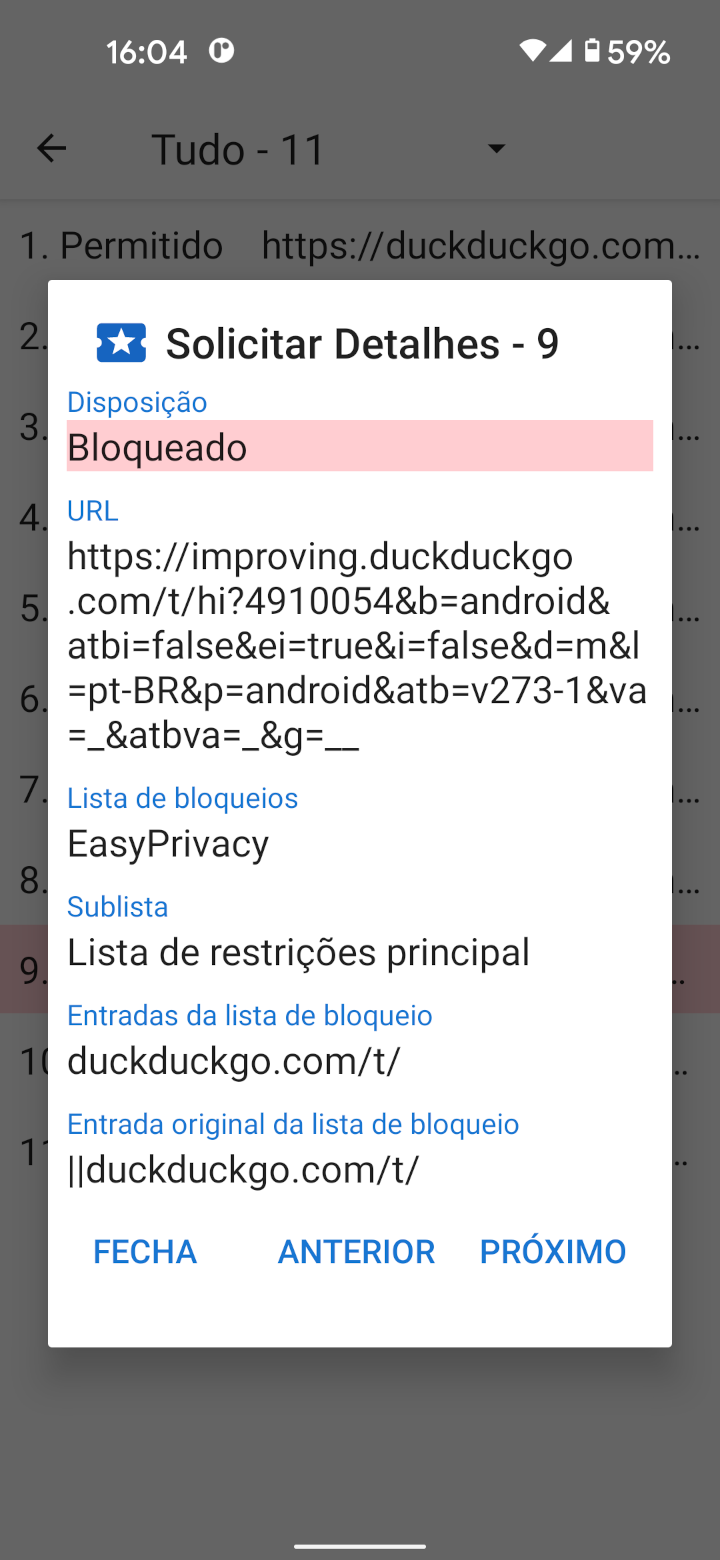 16:04
59%
Tudo - 11
1. Permitido https://duckduckgo.com...
2.
3.
4.
5.
6.
7.
8.
9.
Solicitar Detalhes - 9
Disposição
Bloqueado
URL
https://improving.duckduckgo
.com/t/hi?4910054&b=android&
atbi=false&ei=true&i=false&d=m&l
=pt-BR&p=android&atb=v273-1&va
=_&atbva=_&g=__
Lista de bloqueios
EasyPrivacy
Sublista
Lista de restrições principal
Entradas da lista de bloqueio
duckduckgo.com/t/
Entrada original da lista de bloqueio
||duckduckgo.com/t/
FECHA ANTERIOR PRÓXIMO